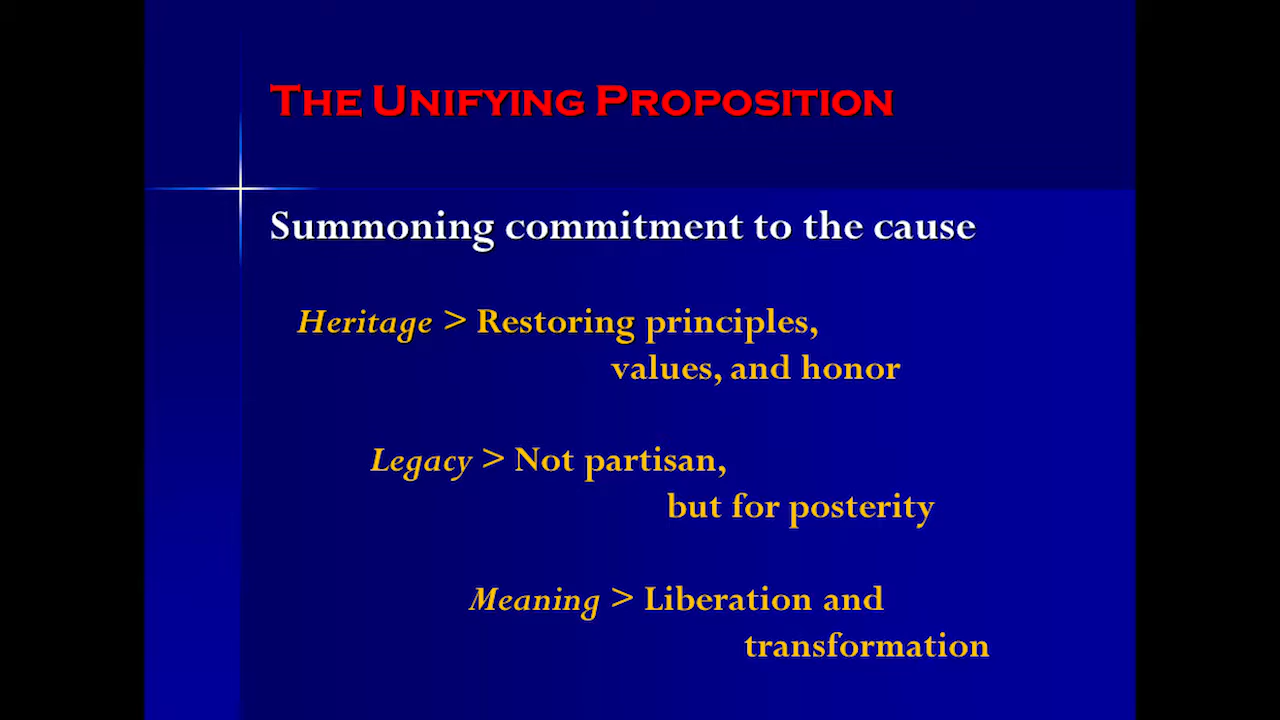 The Unifying Proposition
Summoning commitment to the cause
Heritage > Restoring principles,
values, and honor
Legacy > Not partisan,
but for posterity
Meaning > Liberation and
transformation